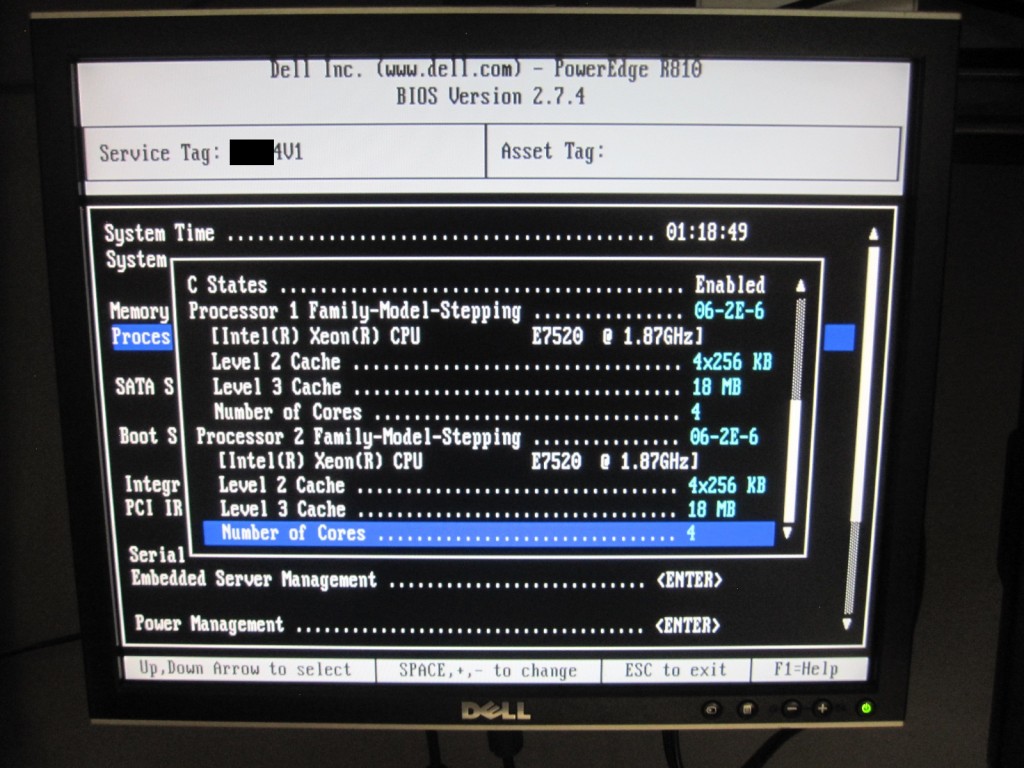 Dell Inc. (www.dell.com) - PowerEdge R810
BIOS Version 2.7.4
Service Tag: 4V1
Asset Tag:
System Time ........................................... 01:18:49
System
C States ......................................... Enabled
Memory
Processor 1 Family-Model-Stepping ............... 06-2E-6
Proces
[Intel(R) Xeon(R) CPU E7520 @ 1.87GHz]
Level 2 Cache ................................. 4x256 KB
SATA S
Level 3 Cache ................................. 18 MB
Number of Cores ............................... 4
Boot S
Processor 2 Family-Model-Stepping ............... 06-2E-6
[Intel(R) Xeon(R) CPU E7520 @ 1.87GHz]
Integr
Level 2 Cache ................................. 4x256 KB
PCI IR
Level 3 Cache ................................. 18 MB
Number of Cores ............................... 4
Serial
Embedded Server Management .......................... <ENTER>
Power Management .................................... <ENTER>
Up,Down Arrow to select
SPACE,+,- to change
ESC to exit
F1=Help
DELL